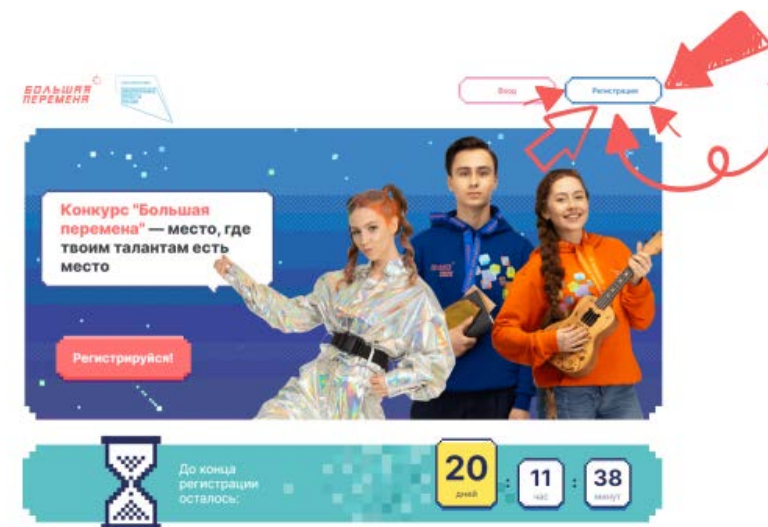 БОЛЬШАЯ
ПЕРЕМЕНА
Вход
Регистрация
Конкурс "Большая
перемена" — место, где
твоим талантам есть
место
Регистрируйся!
До конца
регистрации
осталось:
20 : 11 : 38
дней час минут